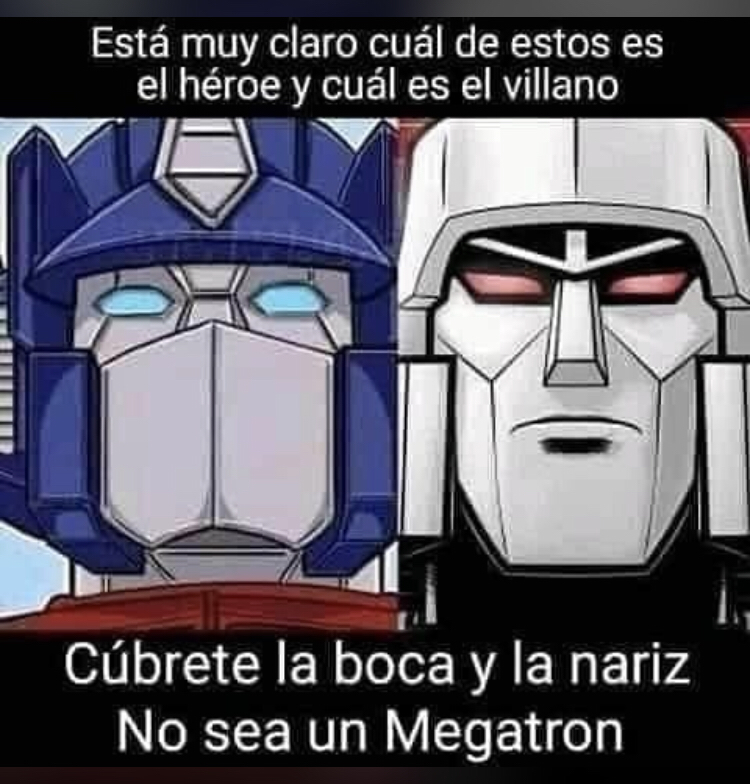 Está muy claro cuál de estos es
el héroe y cuál es el villano
Cúbrete la boca y la nariz
No sea un Megatron